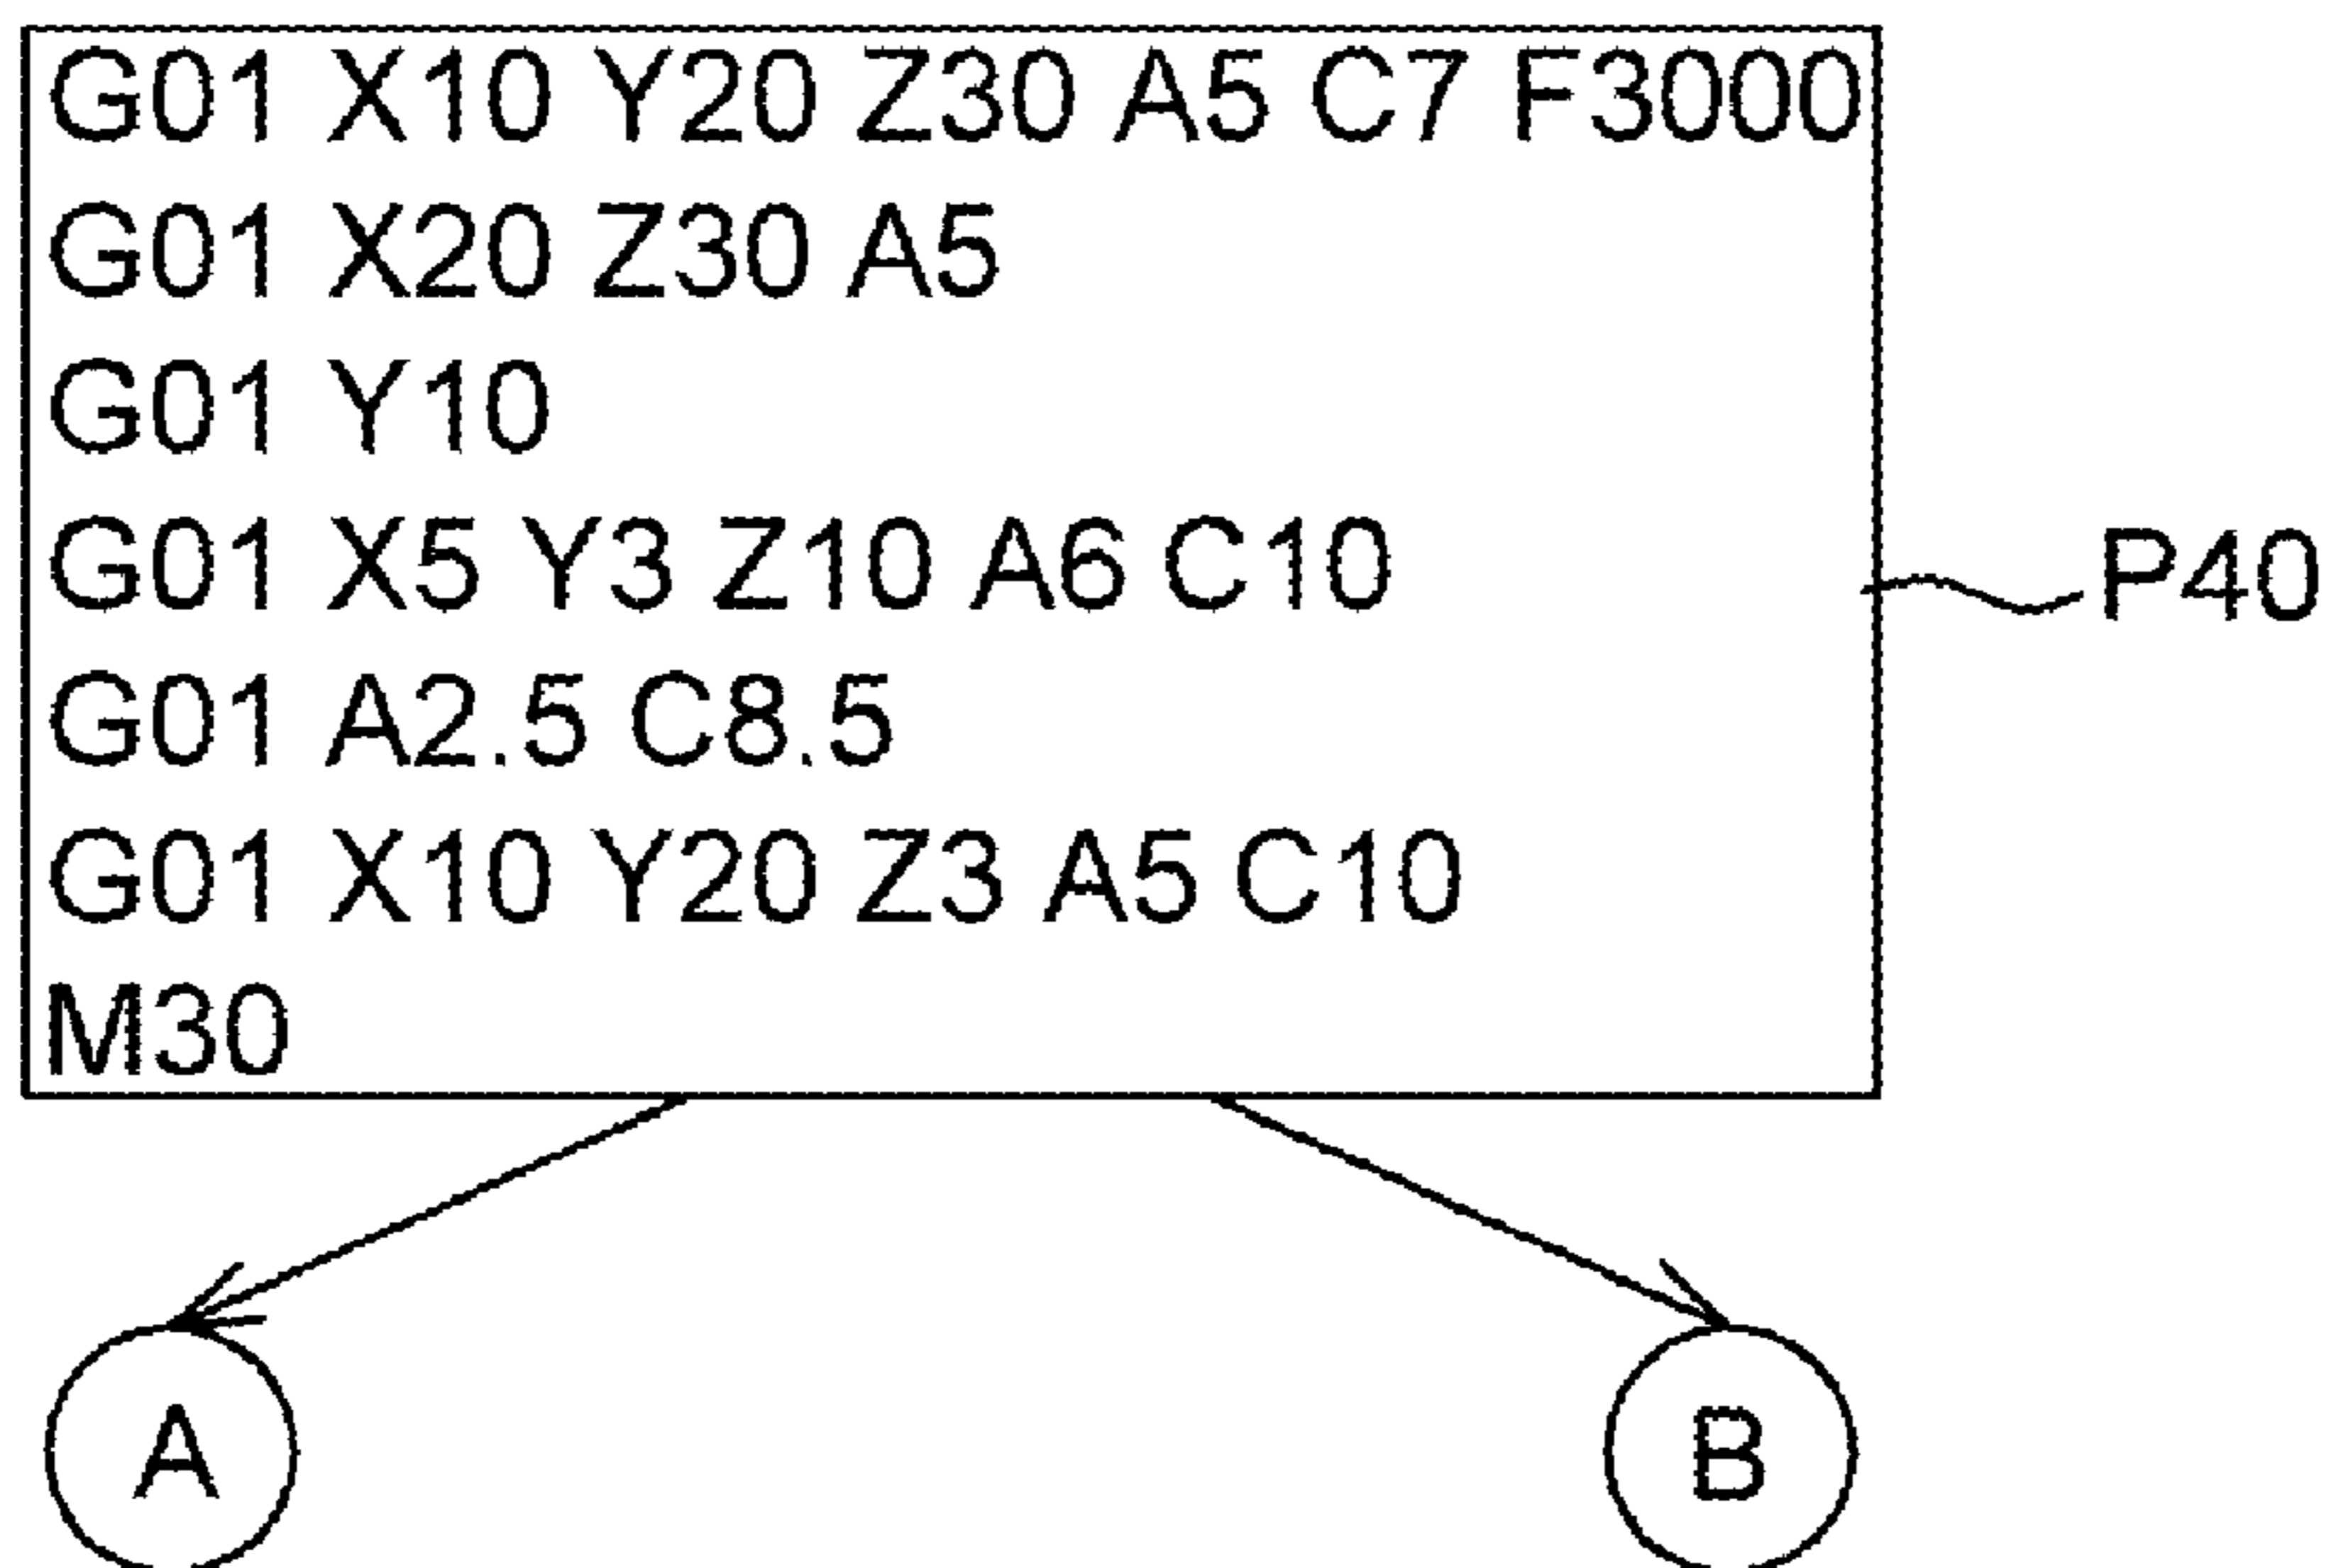 G01 X10 Y20 Z30 A5 C7 F3000
G01 X20 Z30 A5
G01 Y10
G01 X5 Y3 Z10 A6 C10
P40
G01 A2.5 C8.5
G01 X10 Y20 Z3 A5 C10
M30
A
B